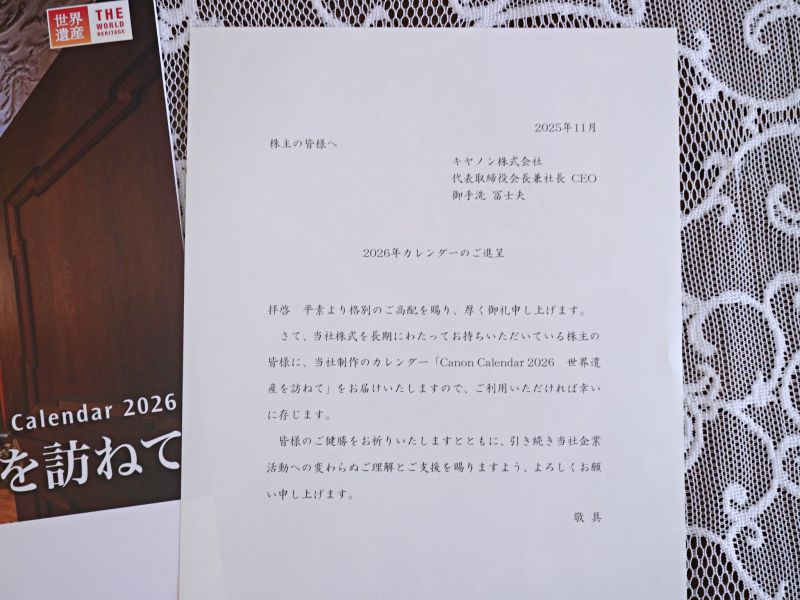 世界
遺産
THE
WORLD
HERITAGE
Calendar 2026
を訪ねて
2025年11月
株主の皆様へ
キヤノン株式会社
代表取締役会長兼社長 CEO
御手洗 冨士夫
2026年カレンダーのご進呈
拝啓　平素より格別のご高配を賜り、厚く御礼申し上げます。
さて、当社株式を長期にわたってお持ちいただいている株主の
皆様に、当社制作のカレンダー「Canon Calendar 2026　世界遺
産を訪ねて」をお届けいたしますので、ご利用いただければ幸い
に存じます。
皆様のご健勝をお祈りいたしますとともに、引き続き当社企業
活動への変わらぬご理解とご支援を賜りますよう、よろしくお願
い申し上げます。
敬 具